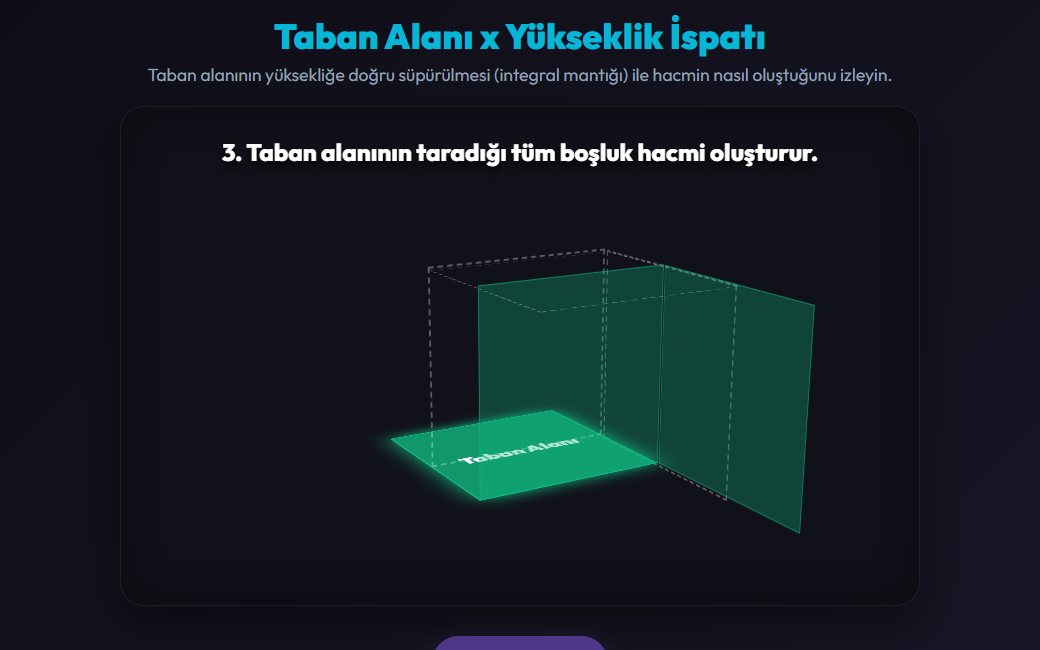 Taban Alanı x Yükseklik İspatı
Taban alanının yüksekliğe doğru süpürülmesi (integral mantığı) ile hacmin nasıl oluştuğunu izleyin.
3. Taban alanının taradığı tüm boşluk hacmi oluşturur.
Taban Alanı